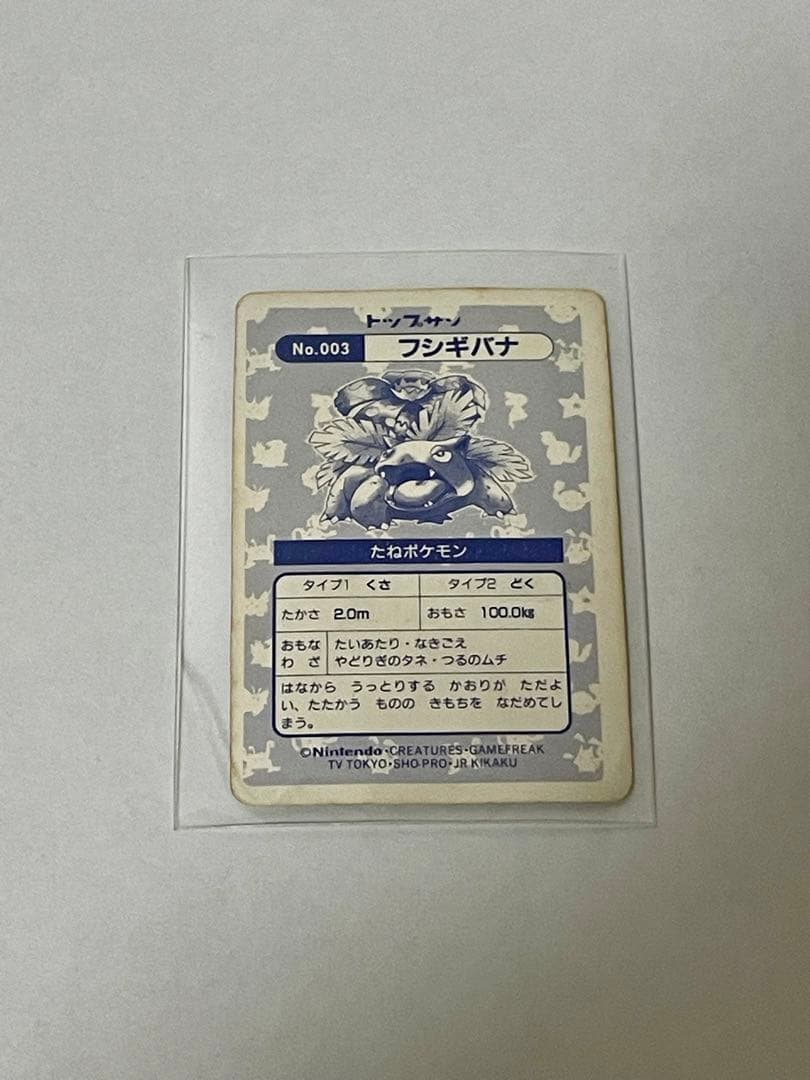 トップサン
No.003 フシギバナ
たねポケモン
タイプ1 くさ タイプ2 どく
たかさ 2.0m おもさ 100.0kg
おもな たいあたり・なきごえ
わ ざ やどりぎのタネ・つるのムチ
はなから うっとりする かおりが ただよ
い、たたかう ものの きもちを なだめてし
まう。
©Nintendo・CREATURES・GAMEFREAK
TV TOKYO・SHO-PRO・JR KIKAKU